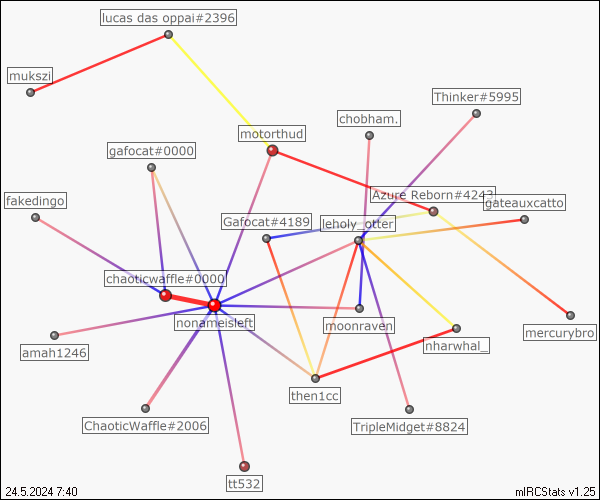 lucas das oppai#2396
mukszi
Thinker#5995
chobham.
motorthud
gafocat#0000
fakedingo
Azure Reborn#4243
gateauxcatto
Gafocat#4189
leholy_otter
chaoticwaffle#0000
nonameisleft
moonraven
mercurybro
nharwhal_
amah1246
then1cc
ChaoticWaffle#2006
TripleMidget#8824
tt532
24.5.2024 7:40
mIRCStats v1.25